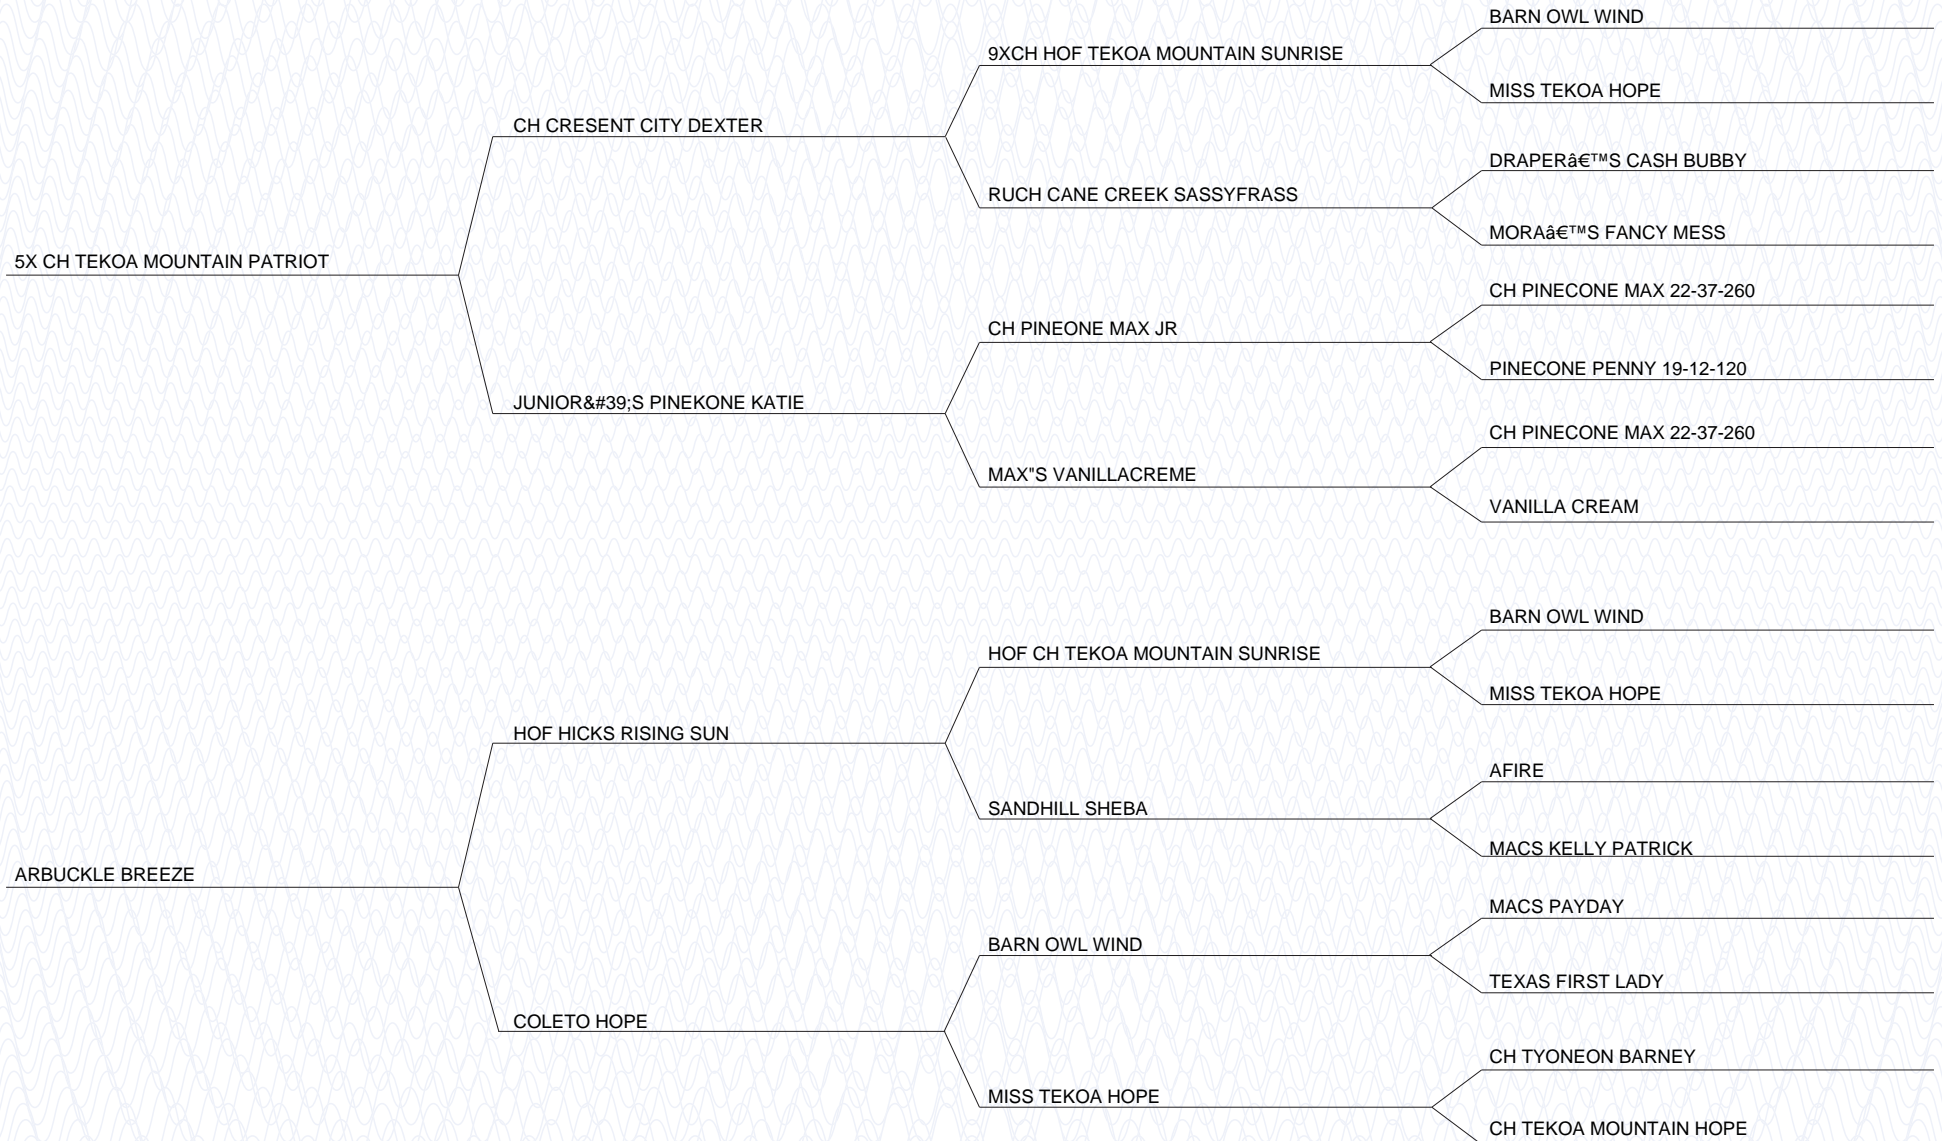 BARN OWL WIND
9XCH HOF TEKOA MOUNTAIN SUNRISE
MISS TEKOA HOPE
CH CRESENT CITY DEXTER
DRAPER’S CASH BUBBY
RUCH CANE CREEK SASSYFRASS
MORA’S FANCY MESS
5X CH TEKOA MOUNTAIN PATRIOT
CH PINECONE MAX 22-37-260
CH PINEONE MAX JR
PINECONE PENNY 19-12-120
JUNIOR&#39;S PINEKONE KATIE
CH PINECONE MAX 22-37-260
MAX"S VANILLACREME
VANILLA CREAM
BARN OWL WIND
HOF CH TEKOA MOUNTAIN SUNRISE
MISS TEKOA HOPE
HOF HICKS RISING SUN
AFIRE
SANDHILL SHEBA
MACS KELLY PATRICK
ARBUCKLE BREEZE
MACS PAYDAY
BARN OWL WIND
TEXAS FIRST LADY
COLETO HOPE
CH TYONEON BARNEY
MISS TEKOA HOPE
CH TEKOA MOUNTAIN HOPE